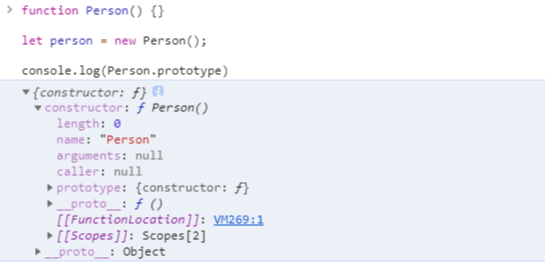 > function Person() {}
let person = new Person();
console.log(Person.prototype)
▼{constructor: ƒ} i
▼constructor: ƒ Person()
length: 0
name: "Person"
arguments: null
caller: null
▶prototype: {constructor: ƒ}
▶__proto__: ƒ ()
[[FunctionLocation]]: VM269:1
▶[[Scopes]]: Scopes[2]
▶__proto__: Object